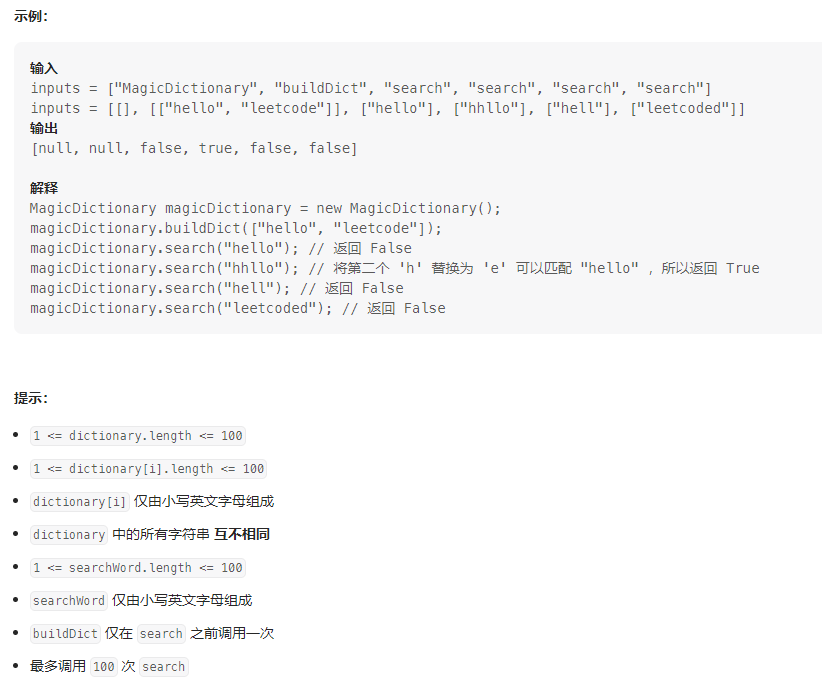 示例：
输入
inputs = ["MagicDictionary", "buildDict", "search", "search", "search", "search"]
inputs = [[], [["hello", "leetcode"]], ["hello"], ["hhllo"], ["hell"], ["leetcoded"]]
输出
[null, null, false, true, false, false]
解释
MagicDictionary magicDictionary = new MagicDictionary();
magicDictionary.buildDict(["hello", "leetcode"]);
magicDictionary.search("hello"); // 返回 False
magicDictionary.search("hhllo"); // 将第二个 'h' 替换为 'e' 可以匹配 "hello" ，所以返回 True
magicDictionary.search("hell"); // 返回 False
magicDictionary.search("leetcoded"); // 返回 False
提示：
• 1 <= dictionary.length <= 100
• 1 <= dictionary[i].length <= 100
• dictionary[i] 仅由小写英文字母组成
• dictionary 中的所有字符串 互不相同
• 1 <= searchWord.length <= 100
• searchWord 仅由小写英文字母组成
• buildDict 仅在 search 之前调用一次
• 最多调用 100 次 search